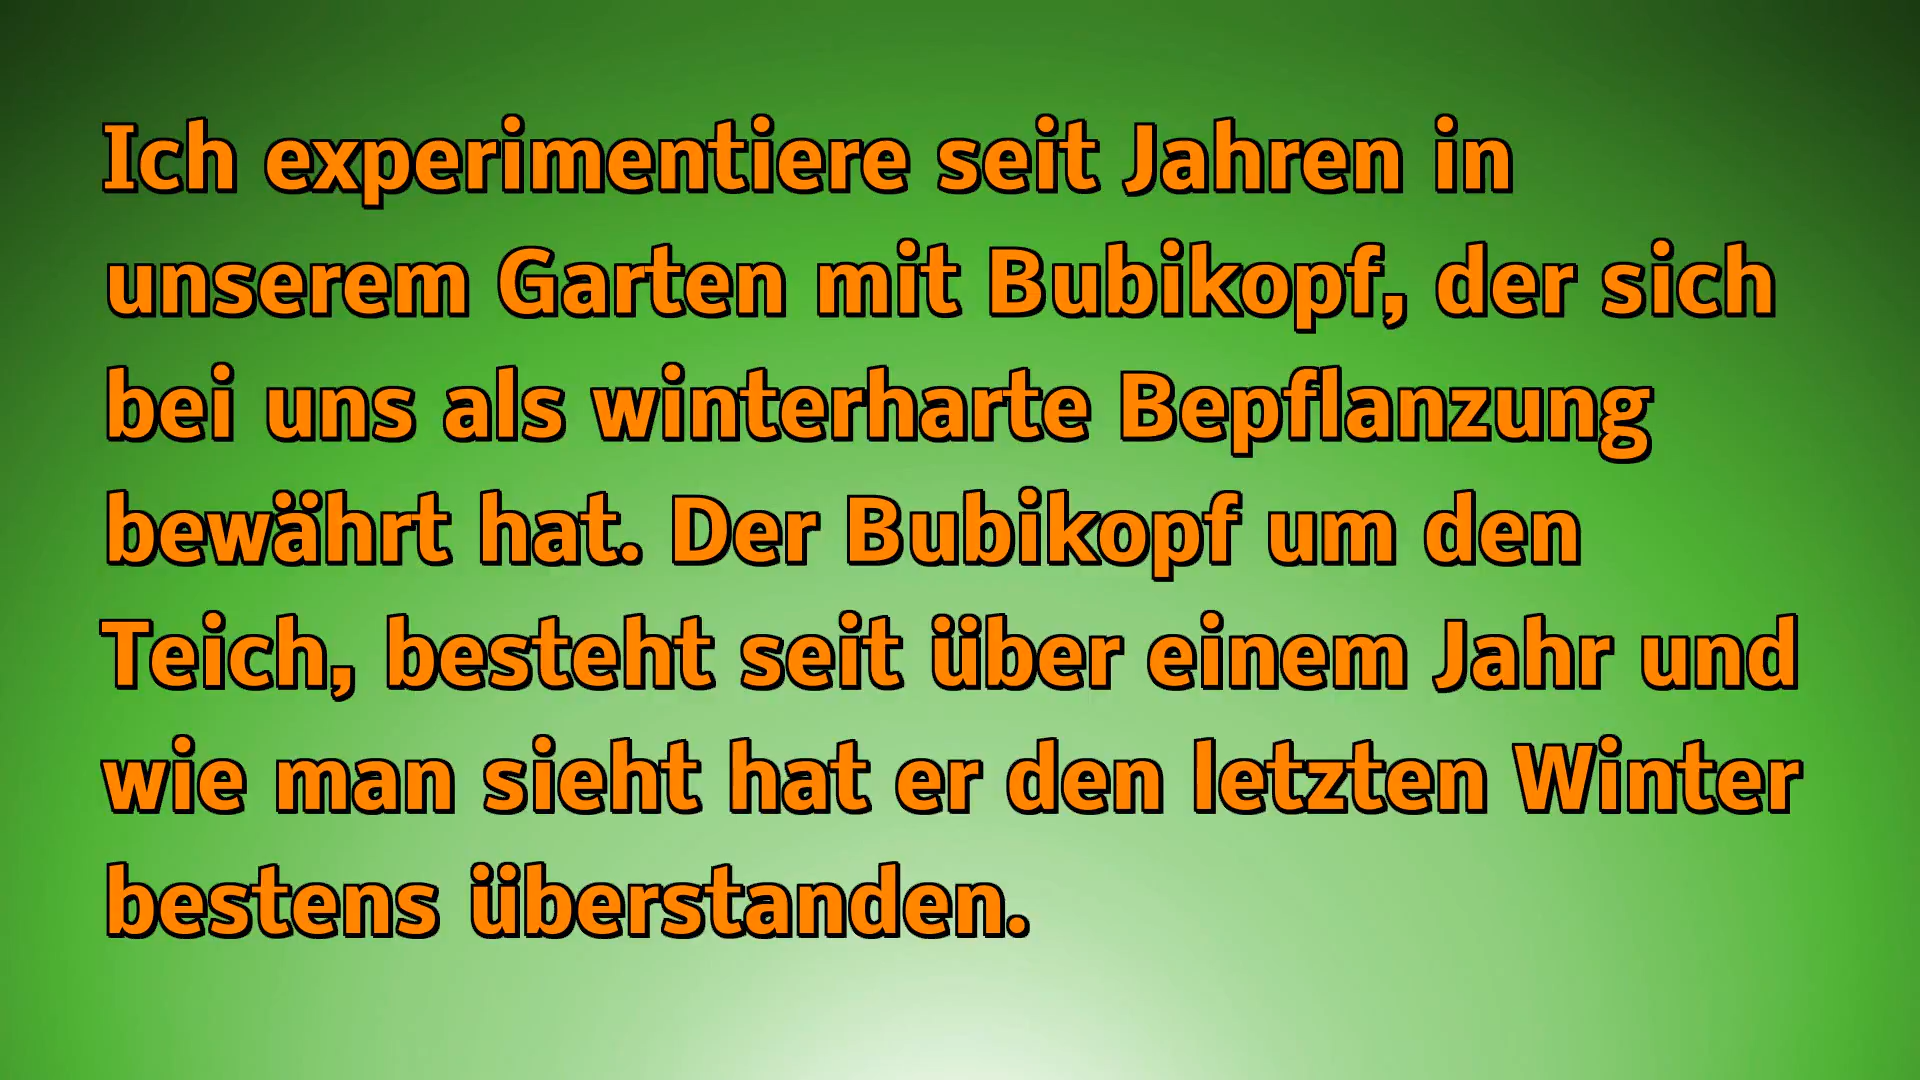 Ich experimentiere seit Jahren in
unserem Garten mit Bubikopf, der sich
bei uns als winterharte Bepflanzung
bewährt hat. Der Bubikopf um den
Teich, besteht seit über einem Jahr und
wie man sieht hat er den letzten Winter
bestens überstanden.